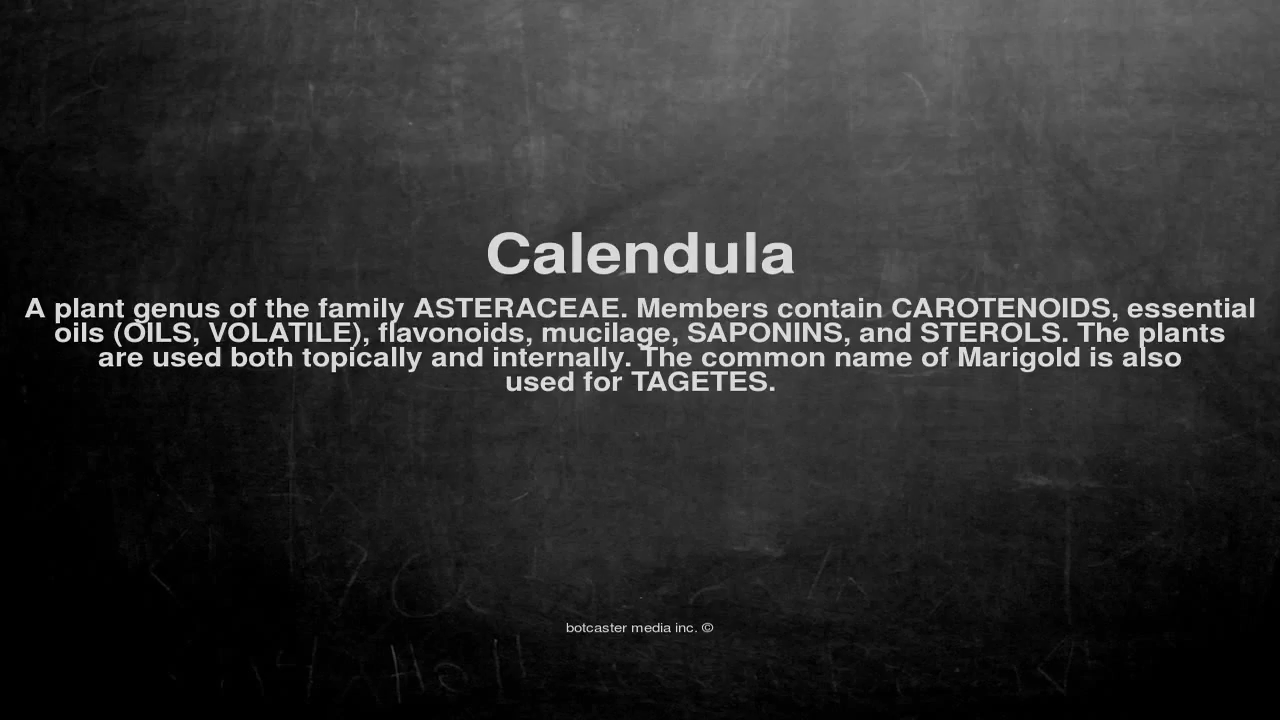 Calendula
A plant genus of the family ASTERACEAE. Members contain CAROTENOIDS, essential
oils (OILS, VOLATILE), flavonoids, mucilage, SAPONINS, and STEROLS. The plants
are used both topically and internally. The common name of Marigold is also
used for TAGETES.
botcaster media inc. ©